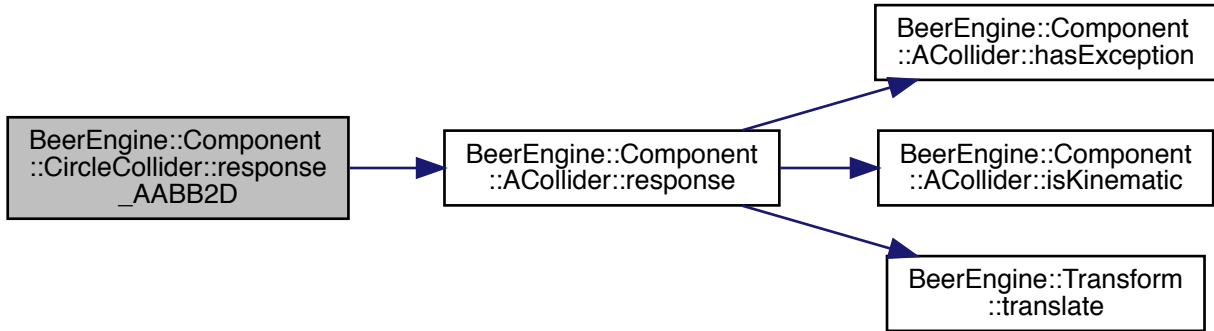 BeerEngine::Component
::CircleCollider::response
_AABB2D
BeerEngine::Component
::ACollider::response
BeerEngine::Component
::ACollider::hasException
BeerEngine::Component
::ACollider::isKinematic
BeerEngine::Transform
::translate